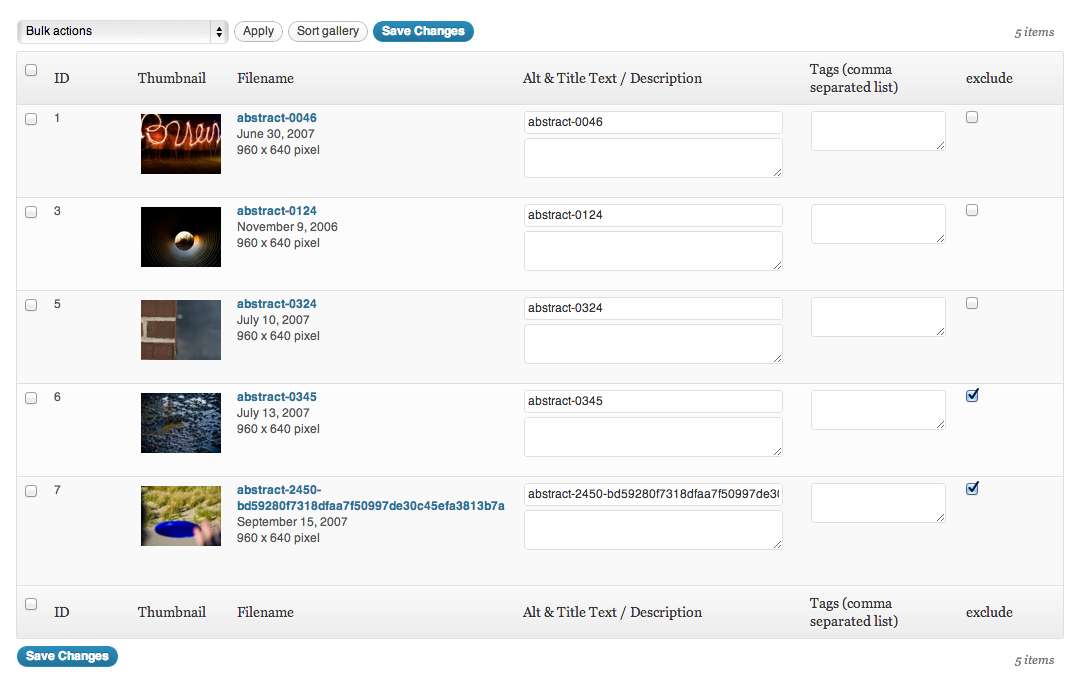 Bulk actions Apply Sort gallery Save Changes 5 items
ID Thumbnail Filename Alt & Title Text / Description Tags (comma separated list) exclude
1 abstract-0046 abstract-0046
June 30, 2007
960 x 640 pixel
3 abstract-0124 abstract-0124
November 9, 2006
960 x 640 pixel
5 abstract-0324 abstract-0324
July 10, 2007
960 x 640 pixel
6 abstract-0345 abstract-0345
July 13, 2007
960 x 640 pixel
7 abstract-2450- abstract-2450-bd59280f7318dfaa7f50997de30
bd59280f7318dfaa7f50997de30c45efa3813b7a
September 15, 2007
960 x 640 pixel
ID Thumbnail Filename Alt & Title Text / Description Tags (comma separated list) exclude
Save Changes 5 items